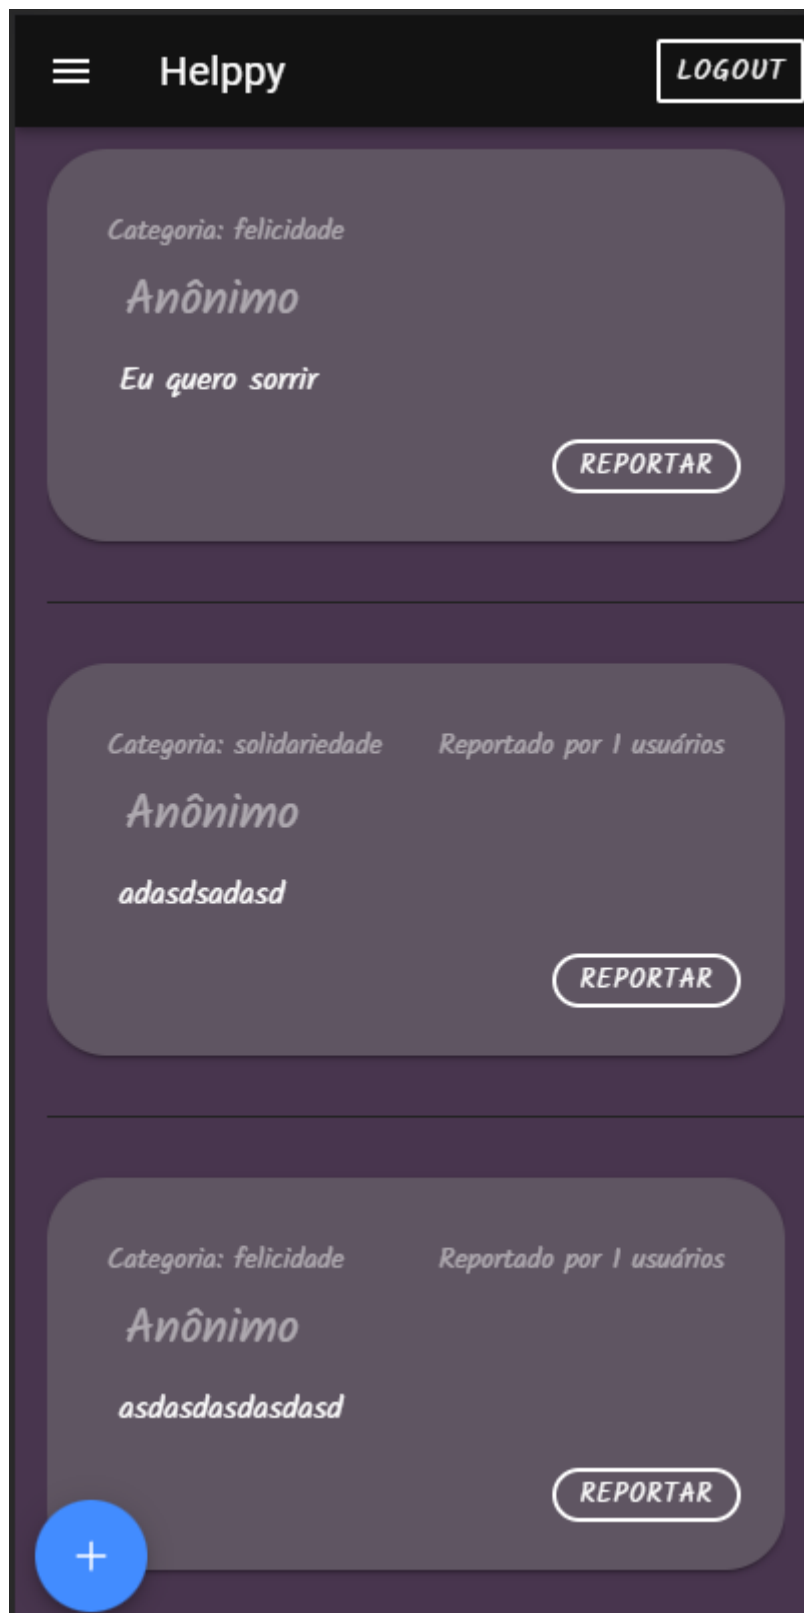 Helppy LOGOUT
Categoria: felicidade
Anônimo
Eu quero sorrir
REPORTAR
Categoria: solidariedade Reportado por 1 usuários
Anônimo
adasdsadasd
REPORTAR
Categoria: felicidade Reportado por 1 usuários
Anônimo
asdasdasdasdasd
REPORTAR
+